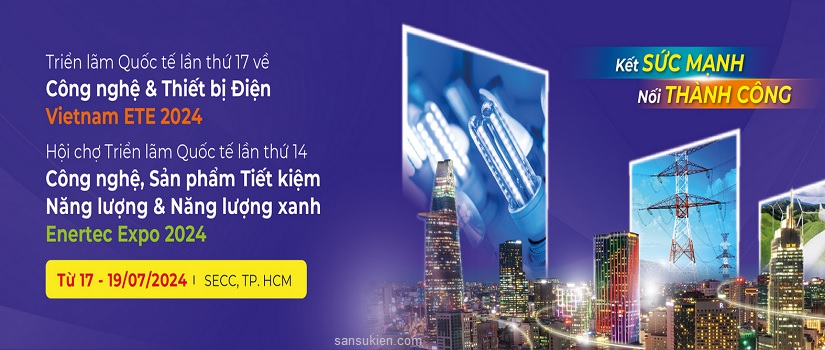 Triển lãm Quốc tế lần thứ 17 về
Công nghệ & Thiết bị Điện
Vietnam ETE 2024
Hội chợ Triển lãm Quốc tế lần thứ 14
Công nghệ, Sản phẩm Tiết kiệm
Năng lượng & Năng lượng xanh
Enertec Expo 2024
Từ 17 - 19/07/2024 | SECC, TP. HCM
Kết SỨC MẠNH
Nối THÀNH CÔNG
sansukien.com